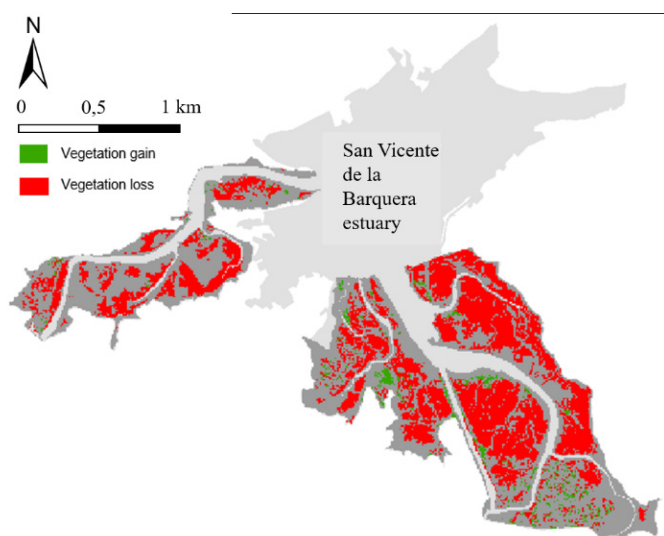 N
0 0,5 1 km
Vegetation gain
Vegetation loss
San Vicente
de la
Barquera
estuary